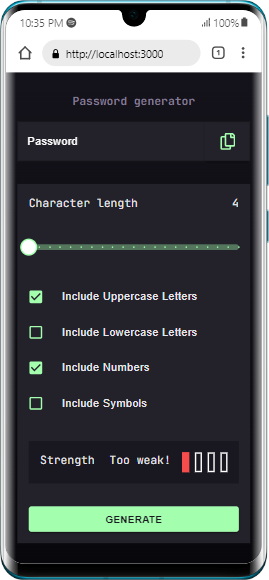 10:35 PM
100%
http://localhost:3000
1
Password generator
Password
Character length 4
Include Uppercase Letters
Include Lowercase Letters
Include Numbers
Include Symbols
Strength Too weak!
GENERATE